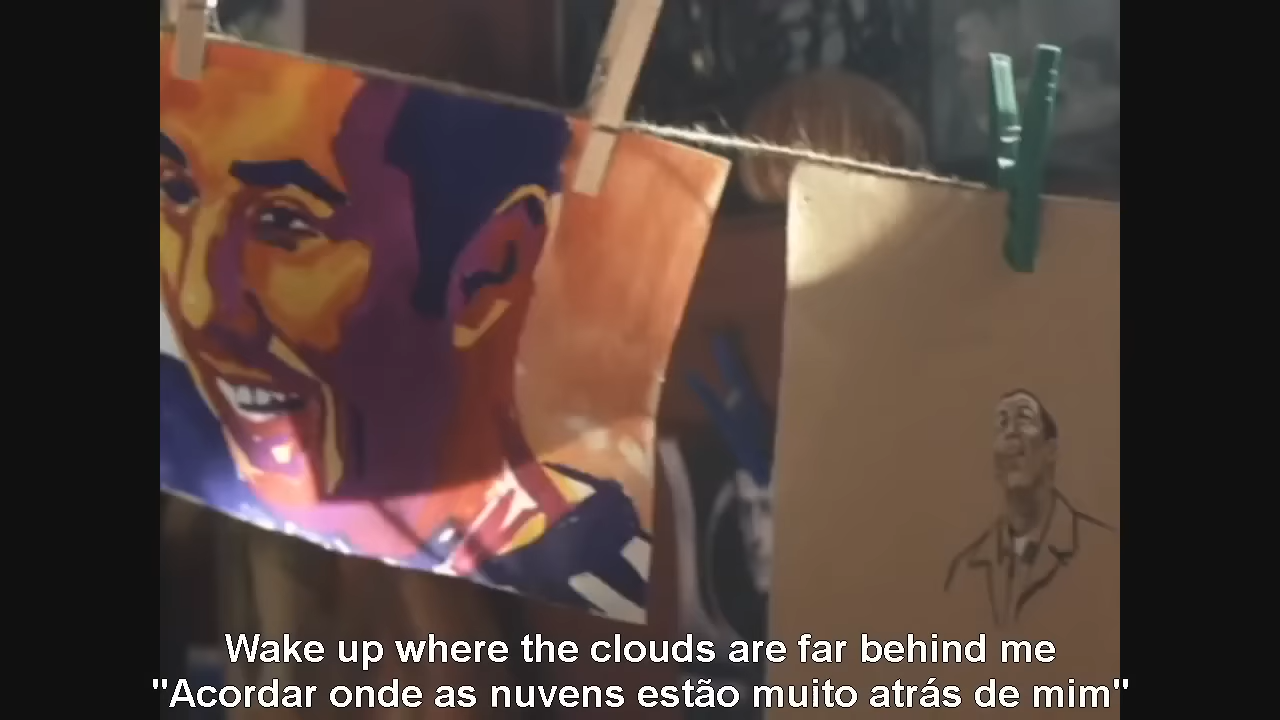 Wake up where the clouds are far behind me
"Acordar onde as nuvens estão muito atrás de mim"